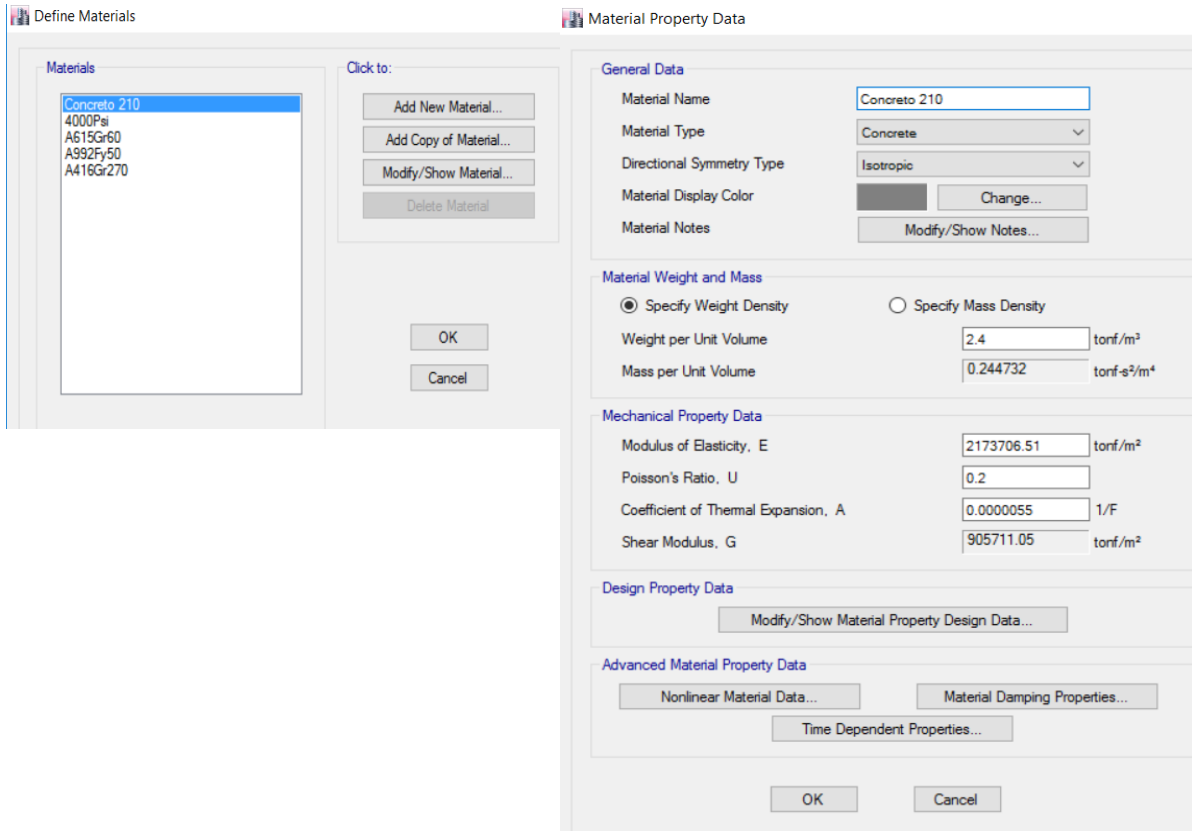 Define Materials
Materials
Concreto 210
4000Psi
A615Gr60
A992Fy50
A416Gr270
Click to:
Add New Material...
Add Copy of Material...
Modify/Show Material...
Delete Material
OK
Cancel
Material Property Data
General Data
Material Name Concreto 210
Material Type Concrete
Directional Symmetry Type Isotropic
Material Display Color Change...
Material Notes Modify/Show Notes...
Material Weight and Mass
Specify Weight Density Specify Mass Density
Weight per Unit Volume 2.4 tonf/m³
Mass per Unit Volume 0.244732 tonf-s²/m⁴
Mechanical Property Data
Modulus of Elasticity, E 2173706.51 tonf/m²
Poisson's Ratio, U 0.2
Coefficient of Thermal Expansion, A 0.0000055 1/F
Shear Modulus, G 905711.05 tonf/m²
Design Property Data
Modify/Show Material Property Design Data...
Advanced Material Property Data
Nonlinear Material Data... Material Damping Properties...
Time Dependent Properties...
OK Cancel